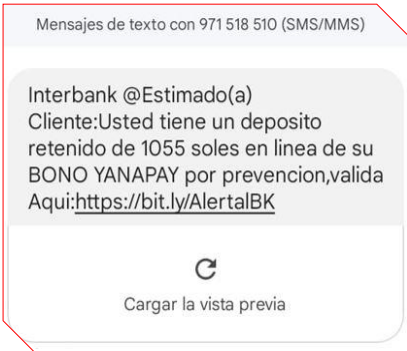 Mensajes de texto con 971 518 510 (SMS/MMS)
Interbank @Estimado(a)
Cliente:Usted tiene un deposito
retenido de 1055 soles en linea de su
BONO YANAPAY por prevencion,valida
Aqui:https://bit.ly/AlertalBK
Cargar la vista previa